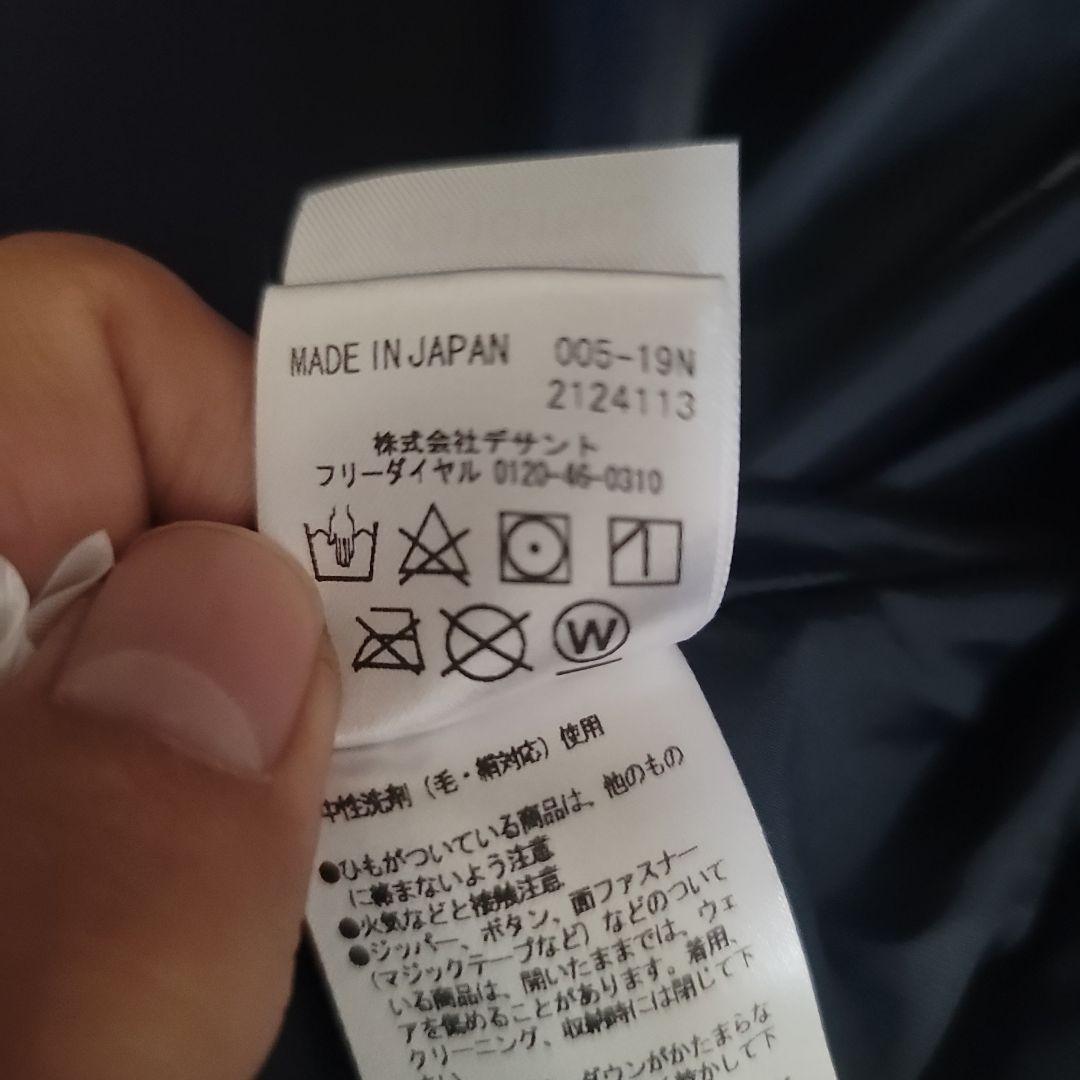 MADE IN JAPAN 005-19N
2124113
株式会社デサント
フリーダイヤル 0120-46-0310
W
中性洗剤（毛・絹対応）使用
●ひもがついている商品は、他のもの
に絡まないよう注意
●火気などと接触注意
●ジッパー、ボタン、面ファスナー
（マジックテープなど）などのついて
いる商品は、開いたままでは、ウェ
アを傷めることがあります。着用、
クリーニング、収納時には閉じて下
ダウンがかたまらな
乾かして下